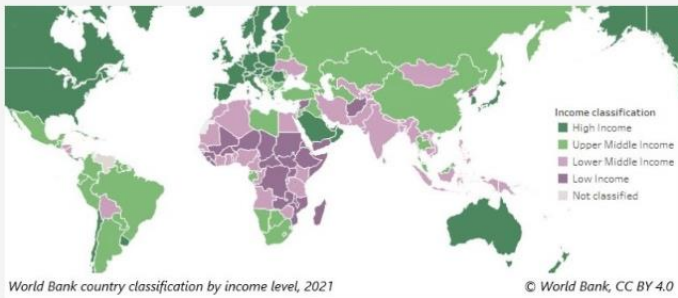 Income classification
High Income
Upper Middle Income
Lower Middle Income
Low Income
Not classified
World Bank country classification by income level, 2021
© World Bank, CC BY 4.0